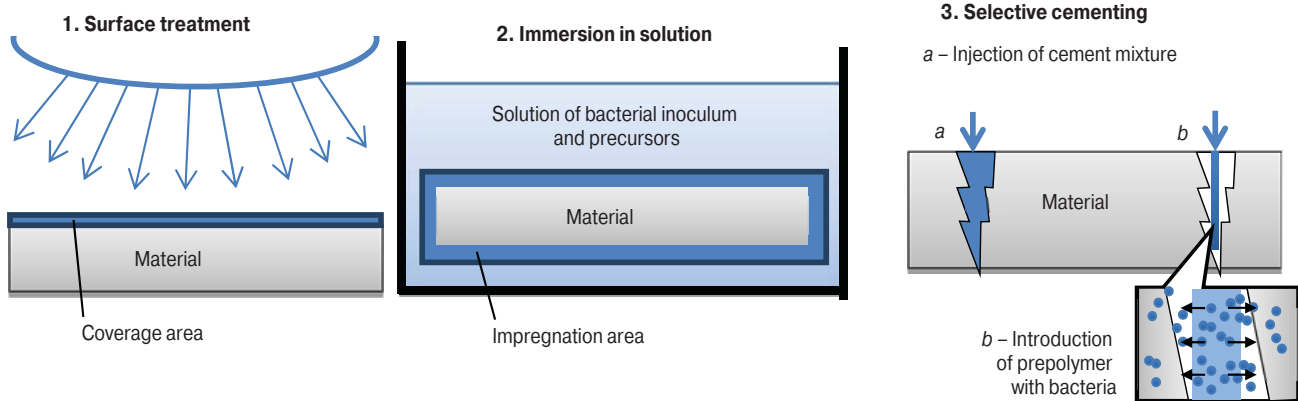 1. Surface treatment
Material
Coverage area
2. Immersion in solution
Solution of bacterial inoculum
and precursors
Material
Impregnation area
3. Selective cementing
a – Injection of cement mixture
a
b
Material
b – Introduction
of prepolymer
with bacteria